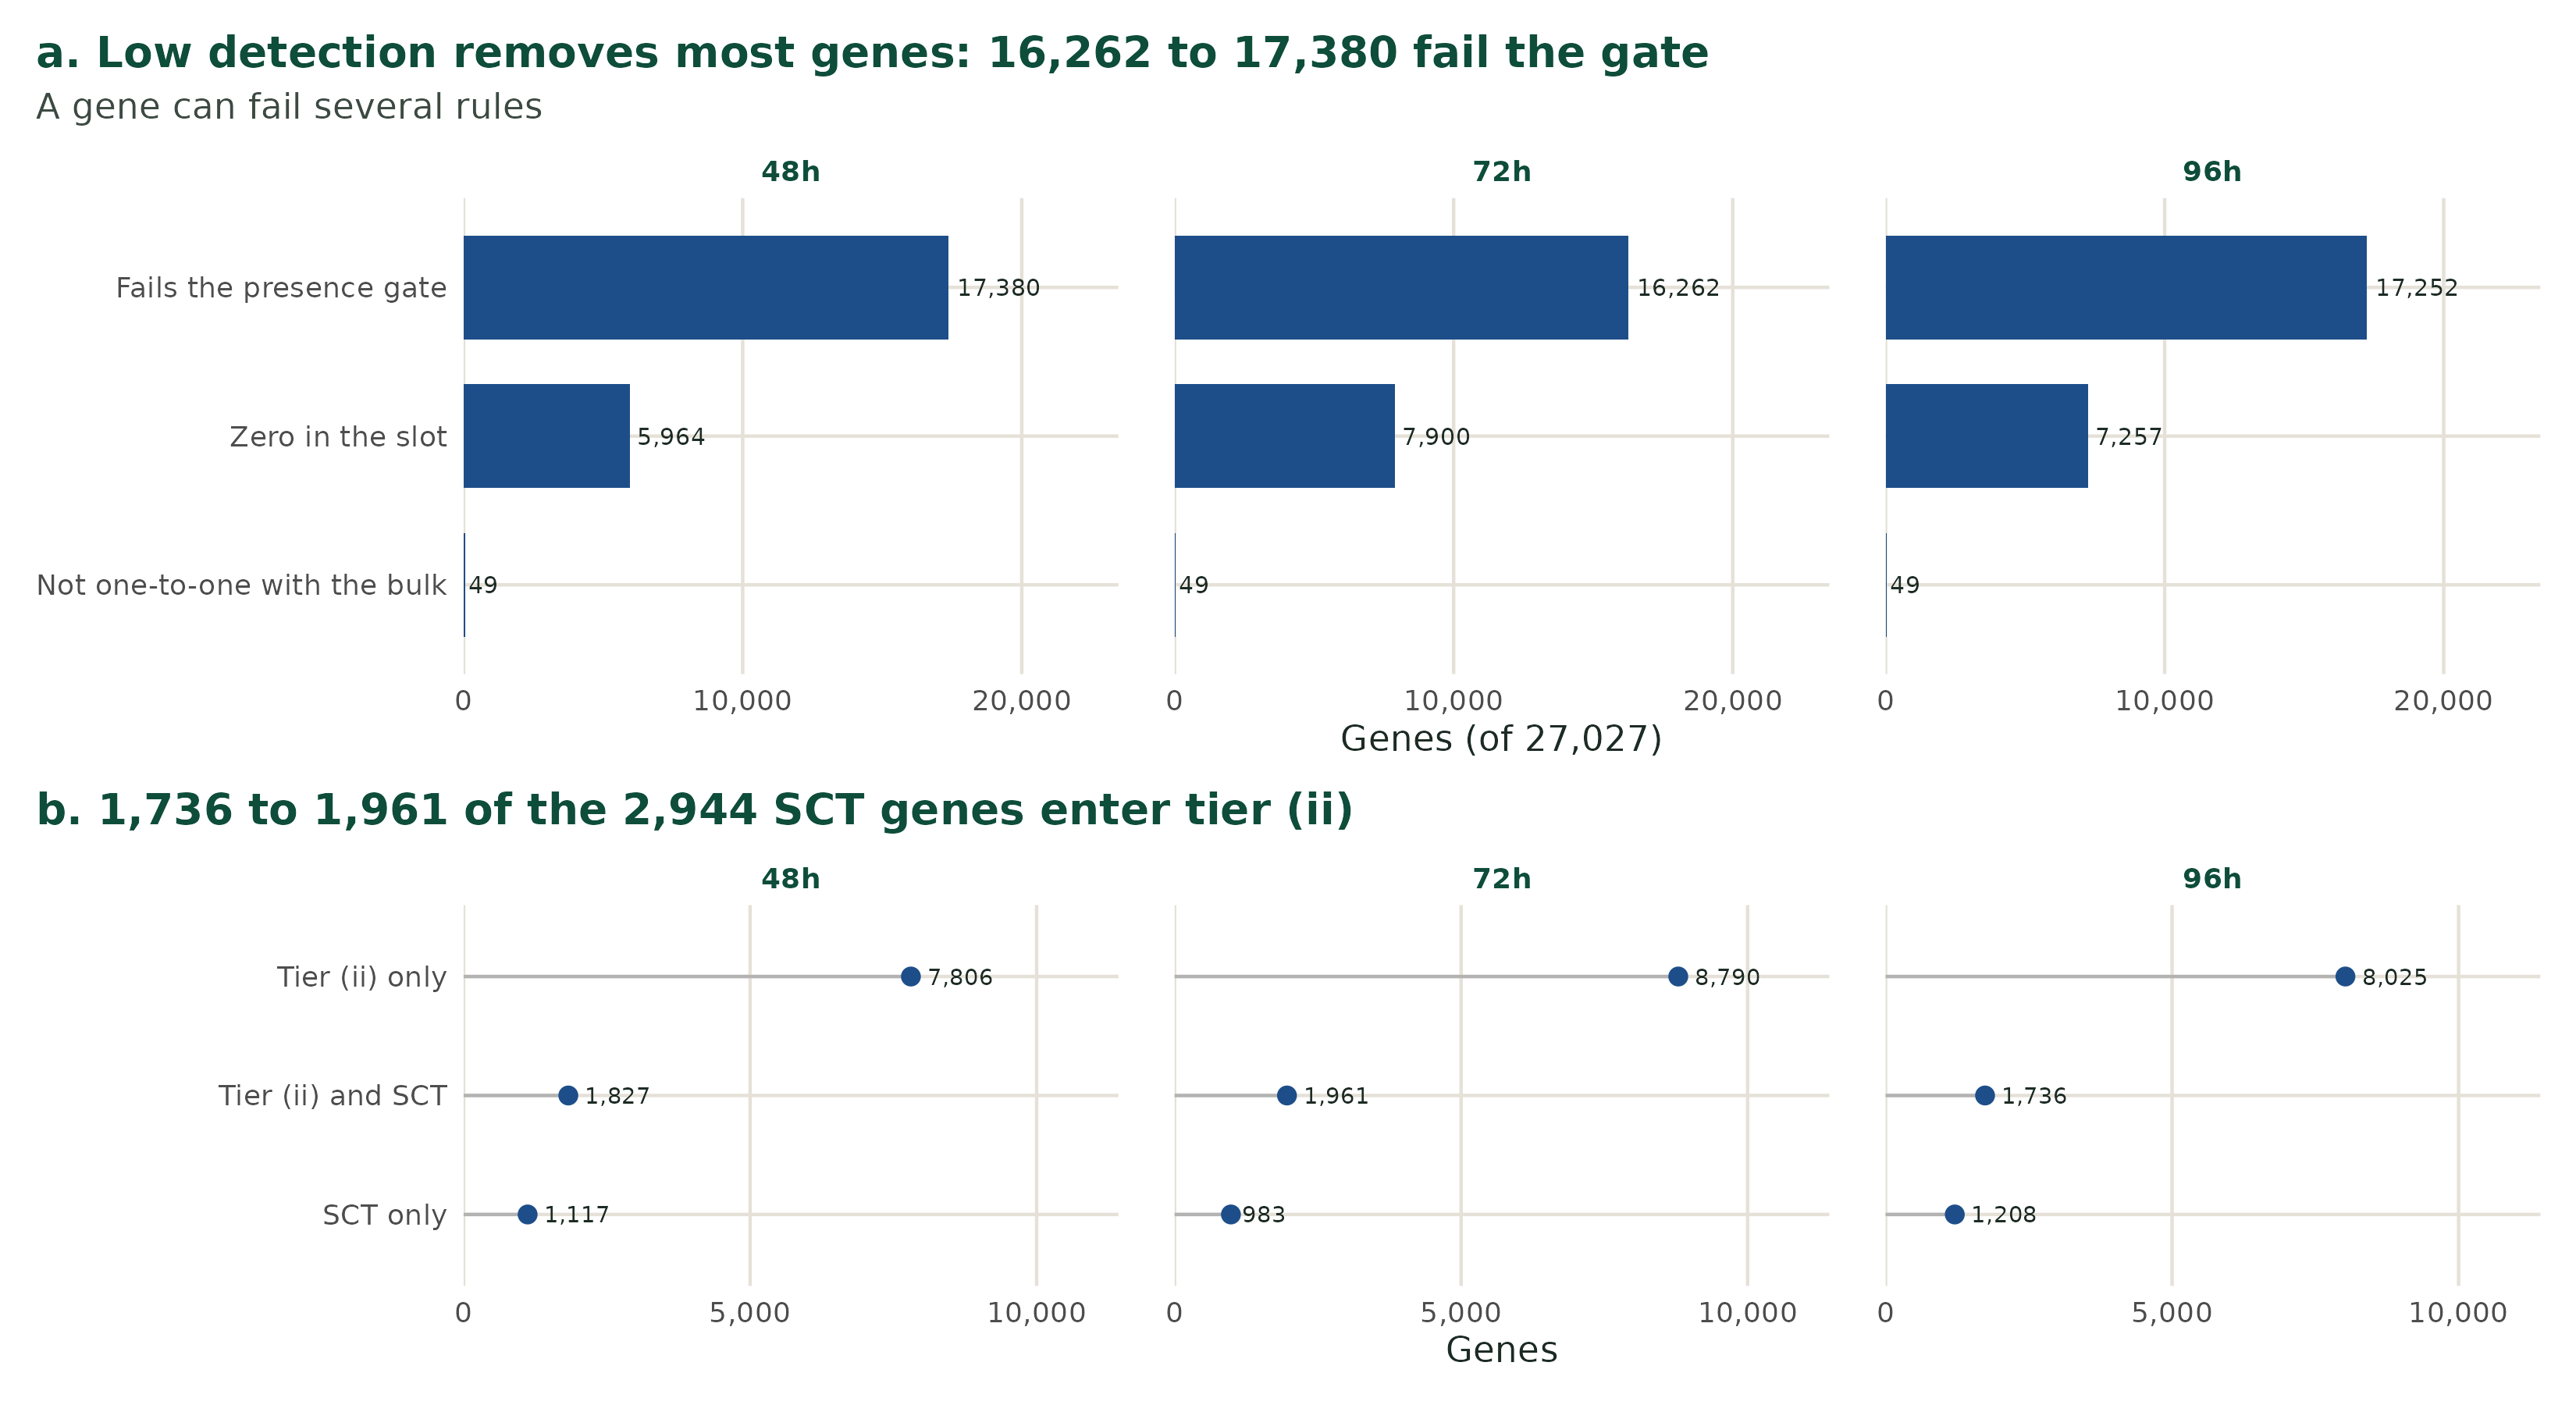 a. Low detection removes most genes: 16,262 to 17,380 fail the gate
A gene can fail several rules
48h 72h 96h
Fails the presence gate 17,380 16,262 17,252
Zero in the slot 5,964 7,900 7,257
Not one-to-one with the bulk 49 49 49
0 10,000 20,000 0 10,000 20,000 0 10,000 20,000
Genes (of 27,027)
b. 1,736 to 1,961 of the 2,944 SCT genes enter tier (ii)
48h 72h 96h
Tier (ii) only 7,806 8,790 8,025
Tier (ii) and SCT 1,827 1,961 1,736
SCT only 1,117 983 1,208
0 5,000 10,000 0 5,000 10,000 0 5,000 10,000
Genes